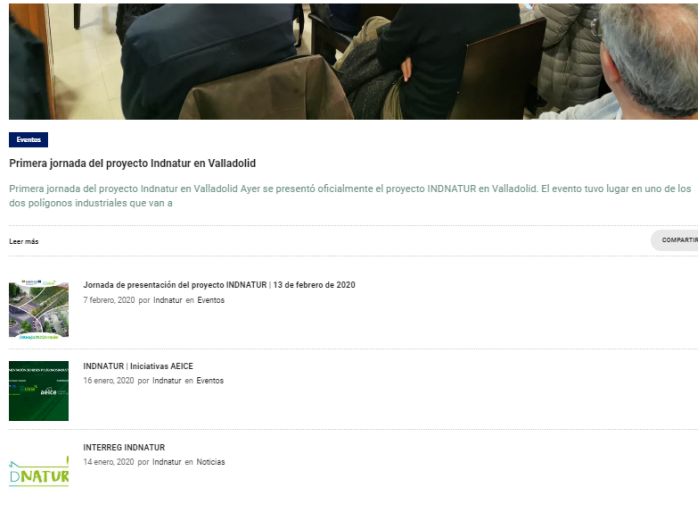 Eventos
Primera jornada del proyecto Indnatur en Valladolid
Primera jornada del proyecto Indnatur en Valladolid Ayer se presentó oficialmente el proyecto INDNATUR en Valladolid. El evento tuvo lugar en uno de los
dos polígonos industriales que van a
Leer más
COMPARTIR
Jornada de presentación del proyecto INDNATUR | 13 de febrero de 2020
7 febrero, 2020 por Indnatur en Eventos
INDNATUR | Iniciativas AEICE
16 enero, 2020 por Indnatur en Eventos
aeice
INTERREG INDNATUR
14 enero, 2020 por Indnatur en Noticias
DNATUR